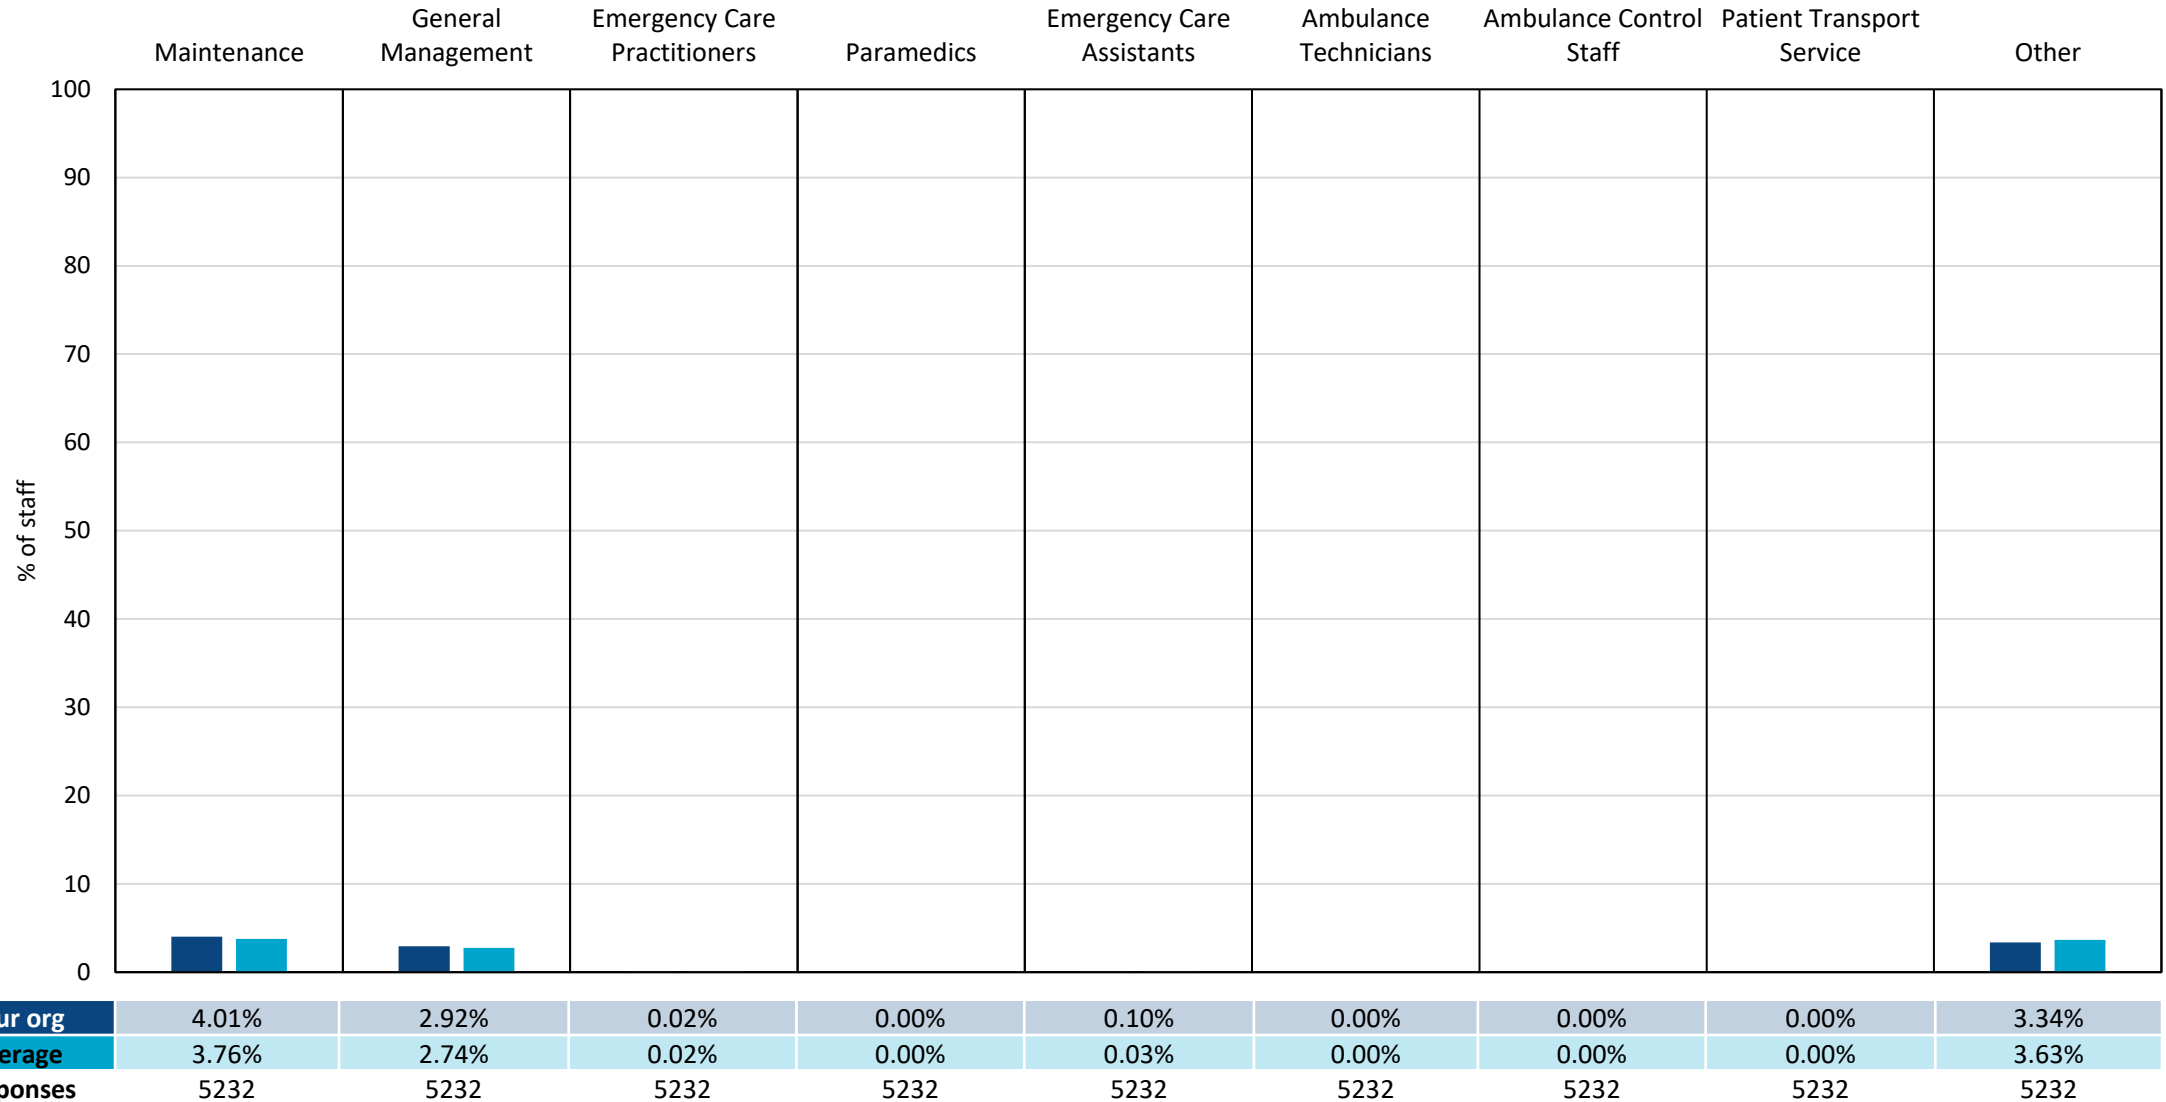 Maintenance
General
Management
Emergency Care
Practitioners
Paramedics
Emergency Care
Assistants
Ambulance
Technicians
Ambulance Control
Staff
Patient Transport
Service
Other
% of staff
100
90
80
70
60
50
40
30
20
10
0
ur org 4.01% 2.92% 0.02% 0.00% 0.10% 0.00% 0.00% 0.00% 3.34%
erage 3.76% 2.74% 0.02% 0.00% 0.03% 0.00% 0.00% 0.00% 3.63%
ponses 5232 5232 5232 5232 5232 5232 5232 5232 5232